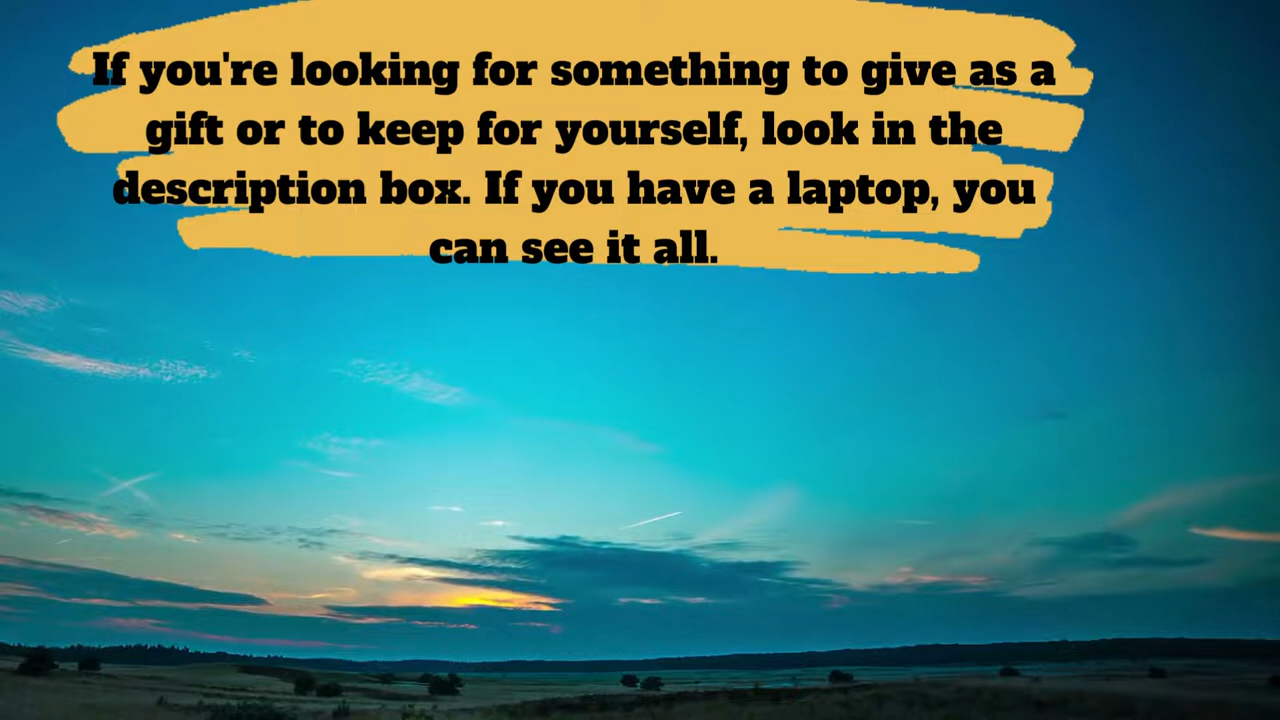 If you're looking for something to give as a
gift or to keep for yourself, look in the
description box. If you have a laptop, you
can see it all.